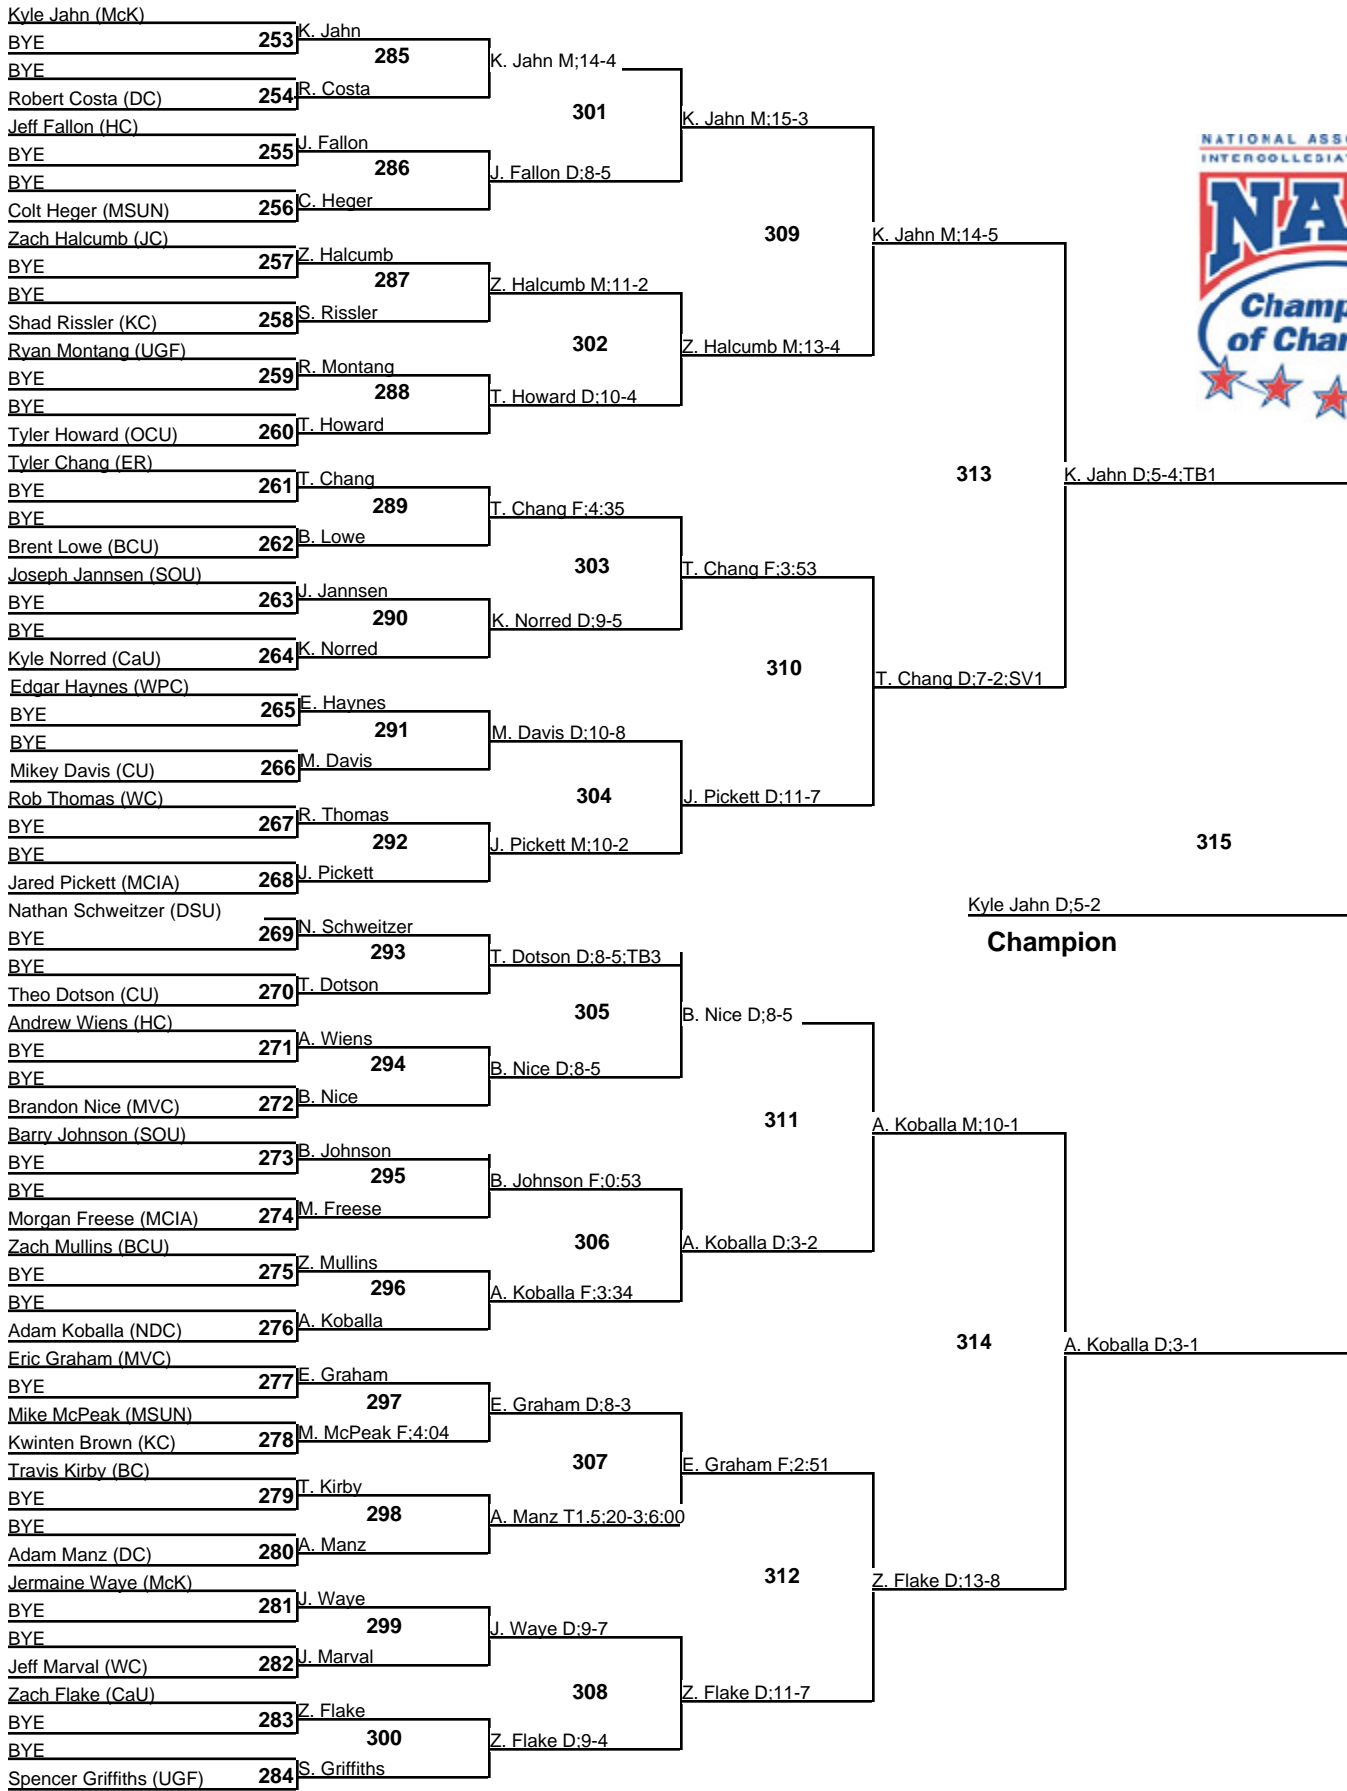 Kyle Jahn (McK)
BYE
253
K. Jahn
285
K. Jahn M;14-4
BYE
Robert Costa (DC)
254
R. Costa
301
K. Jahn M;15-3
Jeff Fallon (HC)
BYE
255
J. Fallon
286
J. Fallon D;8-5
BYE
Colt Heger (MSUN)
256
C. Heger
309
K. Jahn M;14-5
Zach Halcumb (JC)
BYE
257
Z. Halcumb
287
Z. Halcumb M;11-2
BYE
Shad Rissler (KC)
258
S. Rissler
302
Z. Halcumb M;13-4
Ryan Montang (UGF)
BYE
259
R. Montang
288
T. Howard D;10-4
BYE
Tyler Howard (OCU)
260
T. Howard
313
K. Jahn D;5-4;TB1
Tyler Chang (ER)
BYE
261
T. Chang
289
T. Chang F;4:35
BYE
Brent Lowe (BCU)
262
B. Lowe
303
T. Chang F;3:53
Joseph Jannsen (SOU)
BYE
263
J. Jannsen
290
K. Norred D;9-5
BYE
Kyle Norred (CaU)
264
K. Norred
310
T. Chang D;7-2;SV1
Edgar Haynes (WPC)
BYE
265
E. Haynes
291
M. Davis D;10-8
BYE
Mikey Davis (CU)
266
M. Davis
304
J. Pickett D;11-7
Rob Thomas (WC)
BYE
267
R. Thomas
292
J. Pickett M;10-2
BYE
Jared Pickett (MCIA)
268
J. Pickett
315
Kyle Jahn D;5-2
Champion
Nathan Schweitzer (DSU)
BYE
269
N. Schweitzer
293
T. Dotson D;8-5;TB3
BYE
Theo Dotson (CU)
270
T. Dotson
305
B. Nice D;8-5
Andrew Wiens (HC)
BYE
271
A. Wiens
294
B. Nice D;8-5
BYE
Brandon Nice (MVC)
272
B. Nice
311
A. Koballa M;10-1
Barry Johnson (SOU)
BYE
273
B. Johnson
295
B. Johnson F;0:53
BYE
Morgan Freese (MCIA)
274
M. Freese
306
A. Koballa D;3-2
Zach Mullins (BCU)
BYE
275
Z. Mullins
296
A. Koballa F;3:34
BYE
Adam Koballa (NDC)
276
A. Koballa
314
A. Koballa D;3-1
Eric Graham (MVC)
BYE
277
E. Graham
297
E. Graham D;8-3
Mike McPeak (MSUN)
Kwinten Brown (KC)
278
M. McPeak F;4:04
307
E. Graham F;2:51
Travis Kirby (BC)
BYE
279
T. Kirby
298
A. Manz T1.5;20-3;6:00
BYE
Adam Manz (DC)
280
A. Manz
312
Z. Flake D;13-8
Jermaine Waye (McK)
BYE
281
J. Waye
299
J. Waye D;9-7
BYE
Jeff Marval (WC)
282
J. Marval
308
Z. Flake D;11-7
Zach Flake (CaU)
BYE
283
Z. Flake
300
Z. Flake D;9-4
BYE
Spencer Griffiths (UGF)
284
S. Griffiths
NATIONAL
of